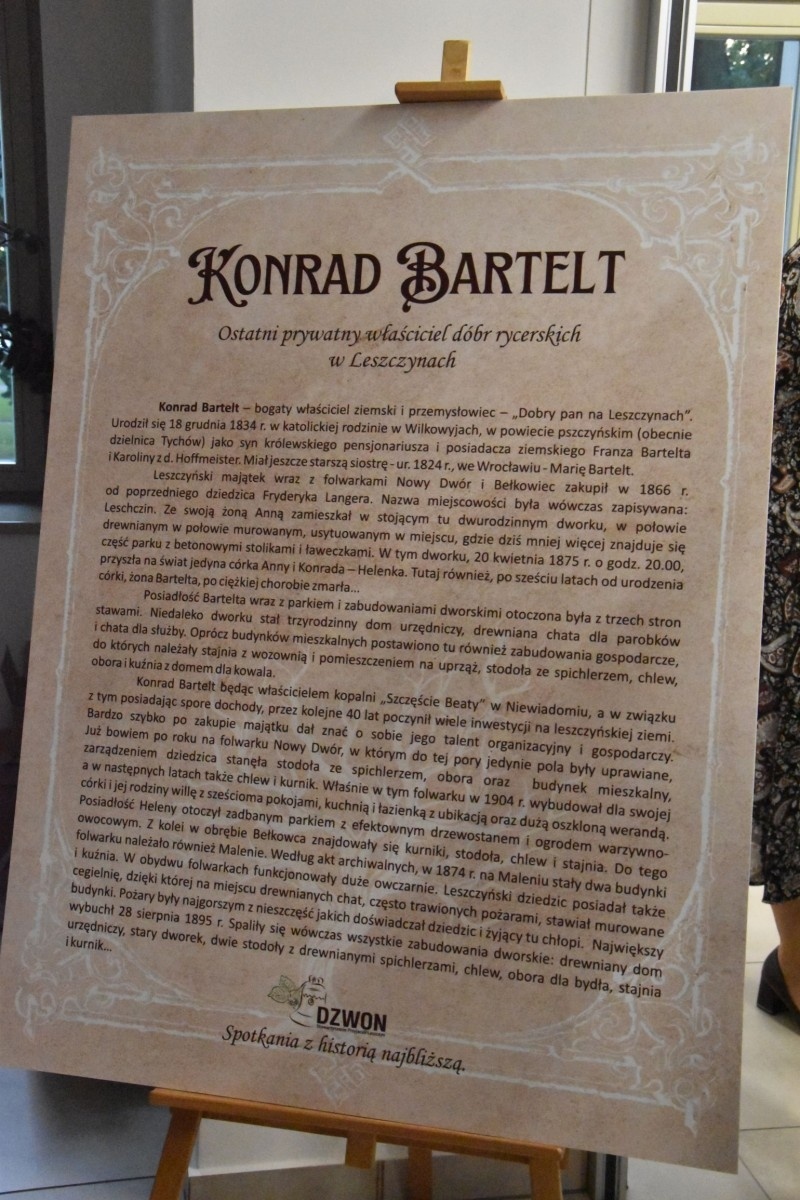 KONRAD BARTELT
Ostatni prywatny właściciel dóbr rycerskich
w Leszczynach
Konrad Bartelt – bogaty właściciel ziemski i przemysłowiec – „Dobry pan na Leszczynach".
Urodził się 18 grudnia 1834 r. w katolickiej rodzinie w Wilkowyjach, w powiecie pszczyńskim (obecnie
dzielnica Tychów) jako syn królewskiego pensjonariusza i posiadacza ziemskiego Franza Bartelta
i Karoliny z d. Hoffmeister. Miał jeszcze starszą siostrę - ur. 1824 r., we Wrocławiu - Marię Bartelt.
Leszczyński majątek wraz z folwarkami Nowy Dwór i Bełkowiec zakupił w 1866 r.
od poprzedniego dziedzica Fryderyka Langera. Nazwa miejscowości była wówczas zapisywana:
Leschczin. Ze swoją żoną Anną zamieszkał w stojącym tu dwurodzinnym dworku, w połowie
drewnianym w połowie murowanym, usytuowanym w miejscu, gdzie dziś mniej więcej znajduje się
część parku z betonowymi stolikami i ławeczkami. W tym dworku, 20 kwietnia 1875 r. o godz. 20.00,
przyszła na świat jedyna córka Anny i Konrada – Helenka. Tutaj również, po sześciu latach od urodzenia
córki, żona Bartelta, po ciężkiej chorobie zmarła...
Posiadłość Bartelta wraz z parkiem i zabudowaniami dworskimi otoczona była z trzech stron
stawami. Niedaleko dworku stał trzyrodzinny dom urzędniczy, drewniana chata dla parobków
i chata dla służby. Oprócz budynków mieszkalnych postawiono tu również zabudowania gospodarcze,
do których należały stajnia z wozownią i pomieszczeniem na uprząż, stodoła ze spichlerzem, chlew,
obora i kuźnia z domem dla kowala.
Konrad Bartelt będąc właścicielem kopalni „Szczęście Beaty" w Niewiadomiu, a w związku
z tym posiadając spore dochody, przez kolejne 40 lat poczynił wiele inwestycji na leszczyńskiej ziemi.
Bardzo szybko po zakupie majątku dał znać o sobie jego talent organizacyjny i gospodarczy.
Już bowiem po roku na folwarku Nowy Dwór, w którym do tej pory jedynie pola były uprawiane,
zarządzeniem dziedzica stanęła stodoła ze spichlerzem, obora oraz budynek mieszkalny,
a w następnych latach także chlew i kurnik. Właśnie w tym folwarku w 1904 r. wybudował dla swojej
córki i jej rodziny willę z sześcioma pokojami, kuchnią i łazienką z ubikacją oraz dużą oszkloną werandą.
Posiadłość Heleny otoczył zadbanym parkiem z efektownym drzewostanem i ogrodem warzywno-
owocowym. Z kolei w obrębie Bełkowca znajdowały się kurniki, stodoła, chlew i stajnia. Do tego
folwarku należało również Malenie. Według akt archiwalnych, w 1874 r. na Maleniu stały dwa budynki
i kuźnia. W obydwu folwarkach funkcjonowały duże owczarnie. Leszczyński dziedzic posiadał także
cegielnię, dzięki której na miejscu drewnianych chat, często trawionych pożarami, stawiał murowane
budynki. Pożary były najgorszym z nieszczęść jakich doświadczał dziedzic i żyjący tu chłopi. Największy
wybuchł 28 sierpnia 1895 r. Spaliły się wówczas wszystkie zabudowania dworskie: drewniany dom
urzędniczy, stary dworek, dwie stodoły z drewnianymi spichlerzami, chlew, obora dla bydła, stajnia
i kurnik...
DZWON
Spotkania z historią najbliższą.